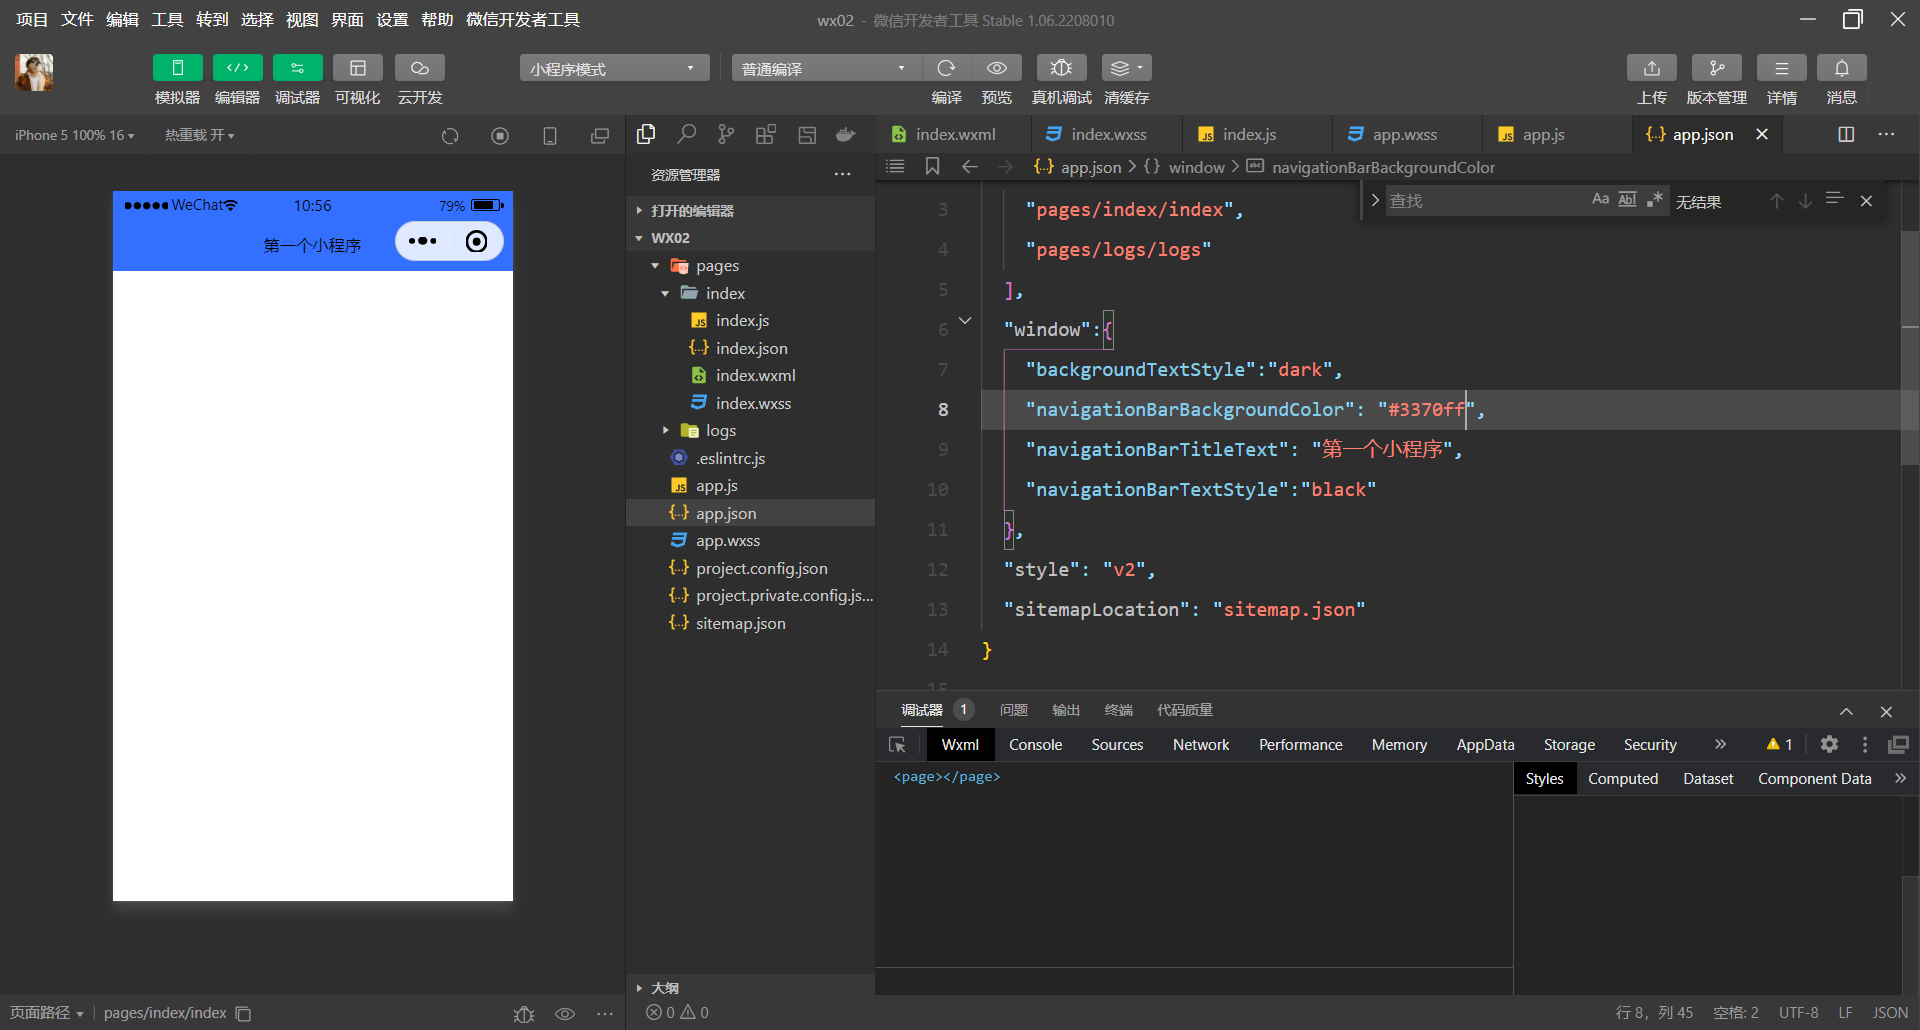 项目 文件 编辑 工具 转到 选择 视图 界面 设置 帮助 微信开发者工具
wx02 - 微信开发者工具 Stable 1.06.2208010
小程序模式
普通编译
模拟器 编辑器 调试器 可视化 云开发
编译 预览 真机调试 清缓存
上传 版本管理 详情 消息
iPhone 5 100% 16
热重载 开
WeChat
10:56
79%
第一个小程序
页面路径
pages/index/index
资源管理器
打开的编辑器
WX02
pages
index
index.js
index.json
index.wxml
index.wxss
logs
.eslintrc.js
app.js
app.json
app.wxss
project.config.json
project.private.config.js...
sitemap.json
大纲
0 0
index.wxml
index.wxss
index.js
app.wxss
app.js
app.json
app.json > {} window > navigationBarBackgroundColor
查找
Aa Abl .*
无结果
3 "pages/index/index",
4 "pages/logs/logs"
5 ],
6 "window":{
7 "backgroundTextStyle":"dark",
8 "navigationBarBackgroundColor": "#3370ff",
9 "navigationBarTitleText": "第一个小程序",
10 "navigationBarTextStyle":"black"
11 },
12 "style": "v2",
13 "sitemapLocation": "sitemap.json"
14 }
15
调试器 1 问题 输出 终端 代码质量
Wxml Console Sources Network Performance Memory AppData Storage Security » 1
<page></page>
Styles Computed Dataset Component Data »
行 8，列 45 空格: 2 UTF-8 LF JSON